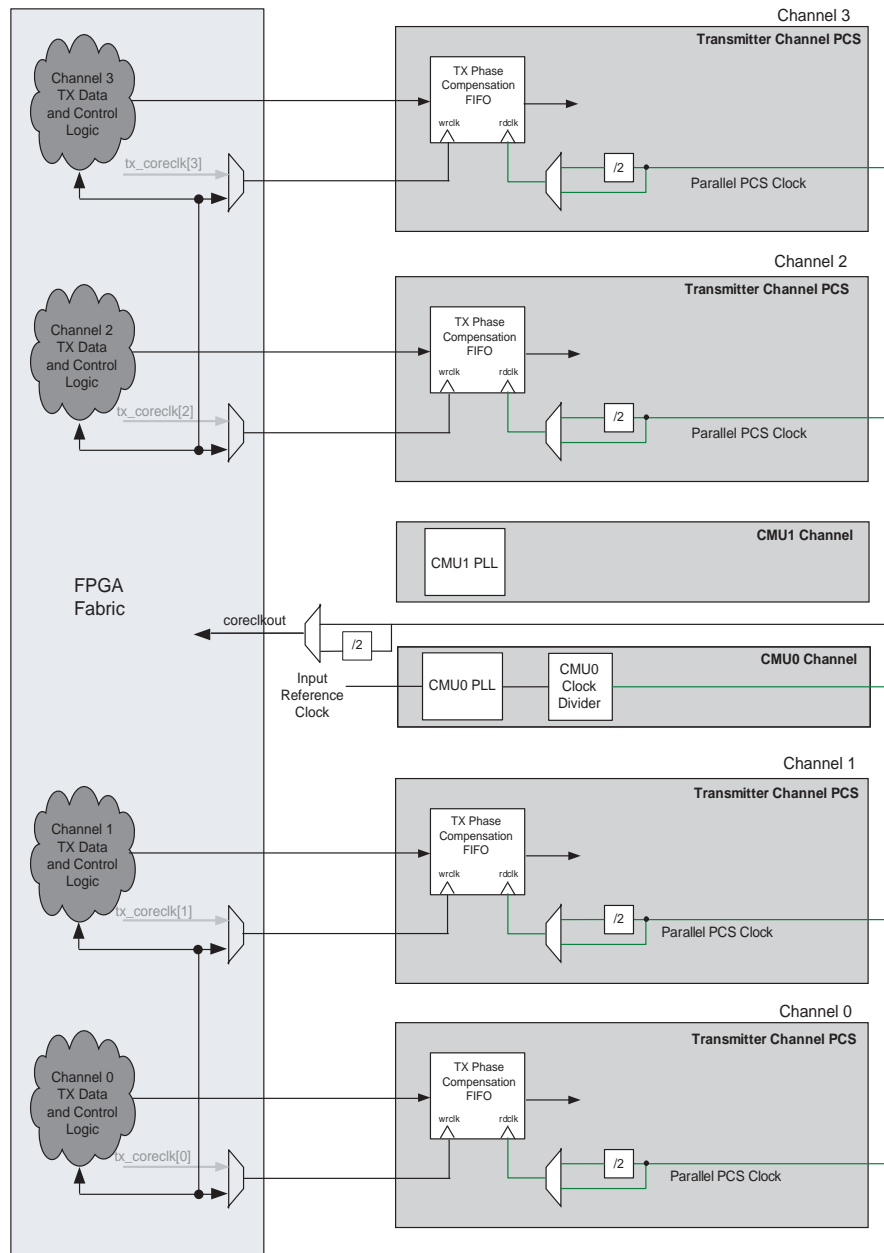 Channel 3
Transmitter Channel PCS
Channel 3
TX Data
and Control
Logic
TX Phase
Compensation
FIFO
wrclk
rdclk
tx_coreclk[3]
/2
Parallel PCS Clock
Channel 2
Transmitter Channel PCS
Channel 2
TX Data
and Control
Logic
TX Phase
Compensation
FIFO
wrclk
rdclk
tx_coreclk[2]
/2
Parallel PCS Clock
CMU1 Channel
CMU1 PLL
FPGA
Fabric
coreclkout
/2
CMU0 Channel
Input
Reference
Clock
CMU0 PLL
CMU0
Clock
Divider
Channel 1
Transmitter Channel PCS
Channel 1
TX Data
and Control
Logic
TX Phase
Compensation
FIFO
wrclk
rdclk
tx_coreclk[1]
/2
Parallel PCS Clock
Channel 0
Transmitter Channel PCS
Channel 0
TX Data
and Control
Logic
TX Phase
Compensation
FIFO
wrclk
rdclk
tx_coreclk[0]
/2
Parallel PCS Clock